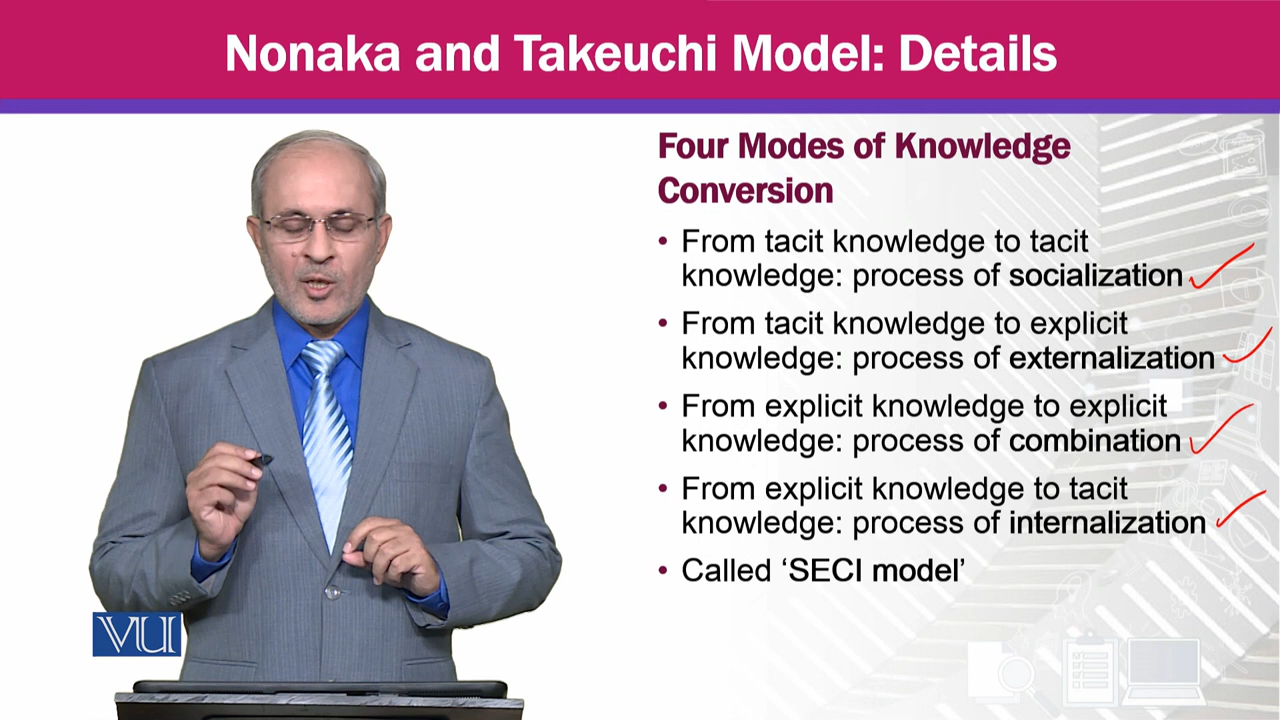 Nonaka and Takeuchi Model: Details
Four Modes of Knowledge
Conversion
• From tacit knowledge to tacit
knowledge: process of socialization
• From tacit knowledge to explicit
knowledge: process of externalization
• From explicit knowledge to explicit
knowledge: process of combination
• From explicit knowledge to tacit
knowledge: process of internalization
• Called ‘SECI model’
VU